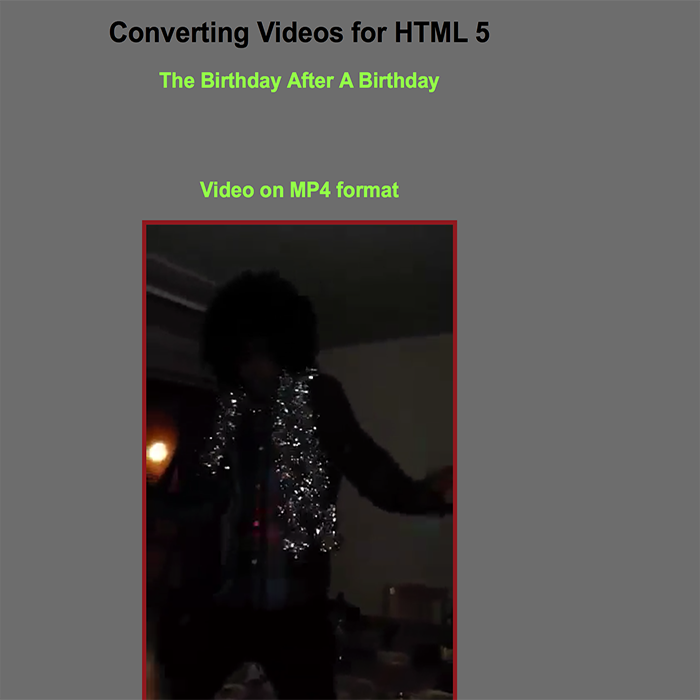 Converting Videos for HTML 5
The Birthday After A Birthday
Video on MP4 format